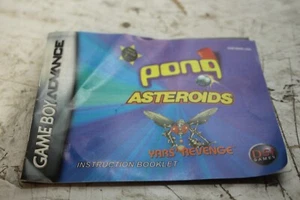 GAME BOY ADVANCE
pong
ASTEROIDS
YARS' REVENGE
INSTRUCTION BOOKLET